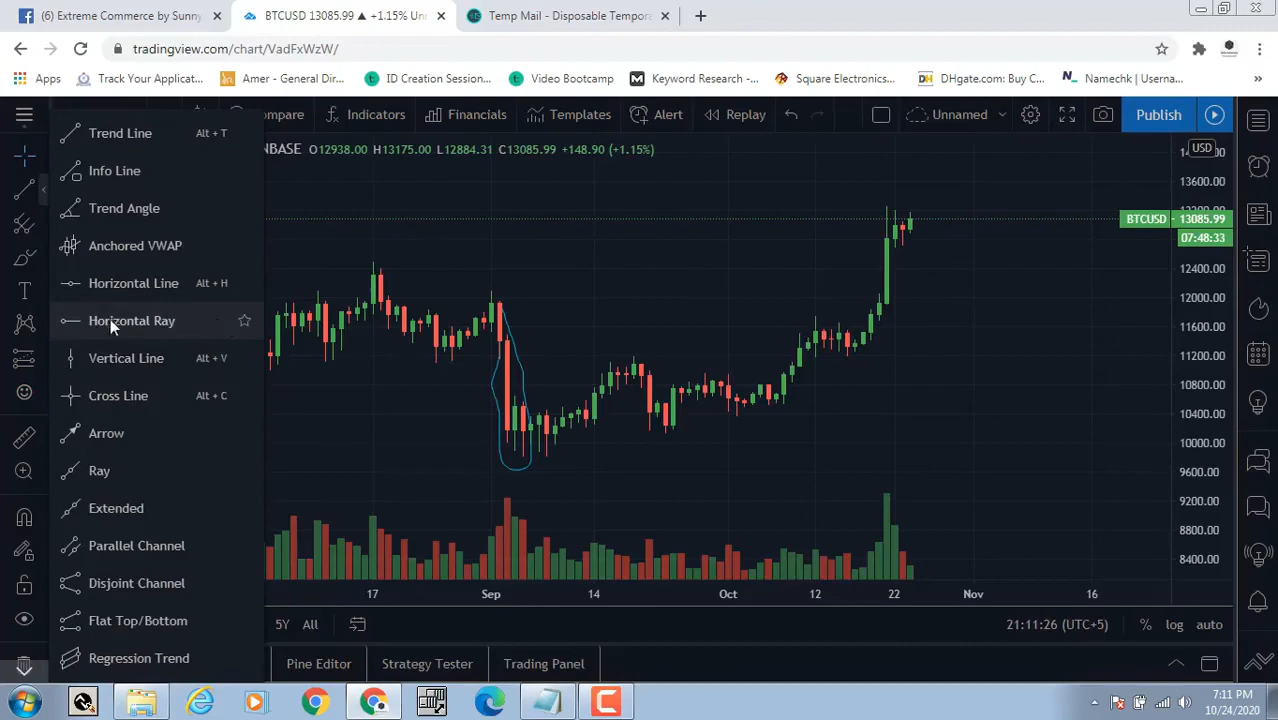 (6) Extreme Commerce by Sunny
BTCUSD 13085.99 ▲ +1.15% Un
Temp Mail - Disposable Tempora
tradingview.com/chart/VadFxWzW/
Apps
Track Your Applicat...
Amer - General Dir...
ID Creation Session...
Video Bootcamp
Keyword Research -...
Square Electronics...
DHgate.com: Buy C...
Namechk | Userna...
»
ompare
Indicators
Financials
Templates
Alert
Replay
Unnamed
Publish
Trend Line Alt + T
Info Line
Trend Angle
Anchored VWAP
Horizontal Line Alt + H
Horizontal Ray
Vertical Line Alt + V
Cross Line Alt + C
Arrow
Ray
Extended
Parallel Channel
Disjoint Channel
Flat Top/Bottom
Regression Trend
NBASE O12938.00 H13175.00 L12884.31 C13085.99 +148.90 (+1.15%)
USD
13600.00
BTCUSD 13085.99
07:48:33
12400.00
12000.00
11600.00
11200.00
10800.00
10400.00
10000.00
9600.00
9200.00
8800.00
8400.00
17 Sep 14 Oct 12 22 Nov 16
5Y All
21:11:26 (UTC+5) % log auto
Pine Editor
Strategy Tester
Trading Panel
7:11 PM
10/24/2020